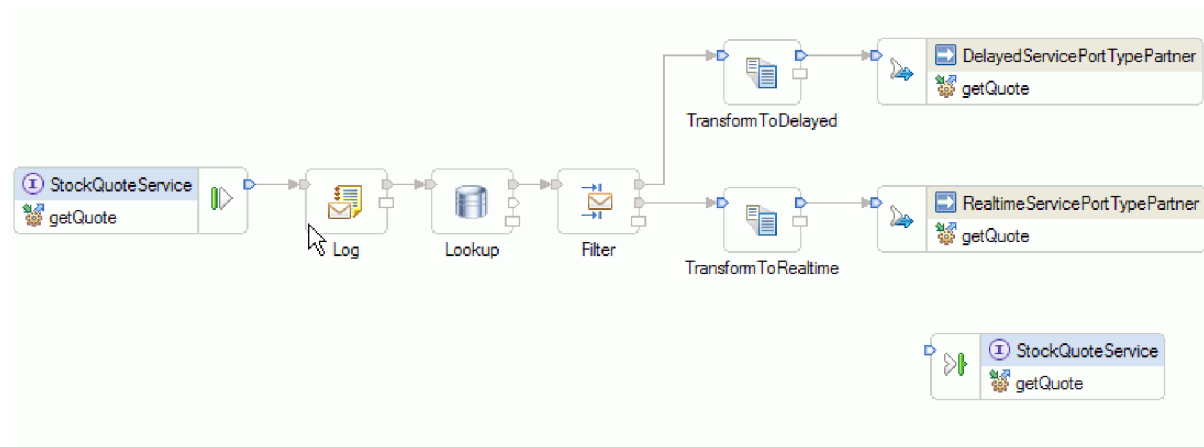 DelayedServicePortTypePartner
getQuote
TransformToDelayed
StockQuoteService
getQuote
Log
Lookup
Filter
RealtimeServicePortTypePartner
getQuote
TransformToRealtime
StockQuoteService
getQuote